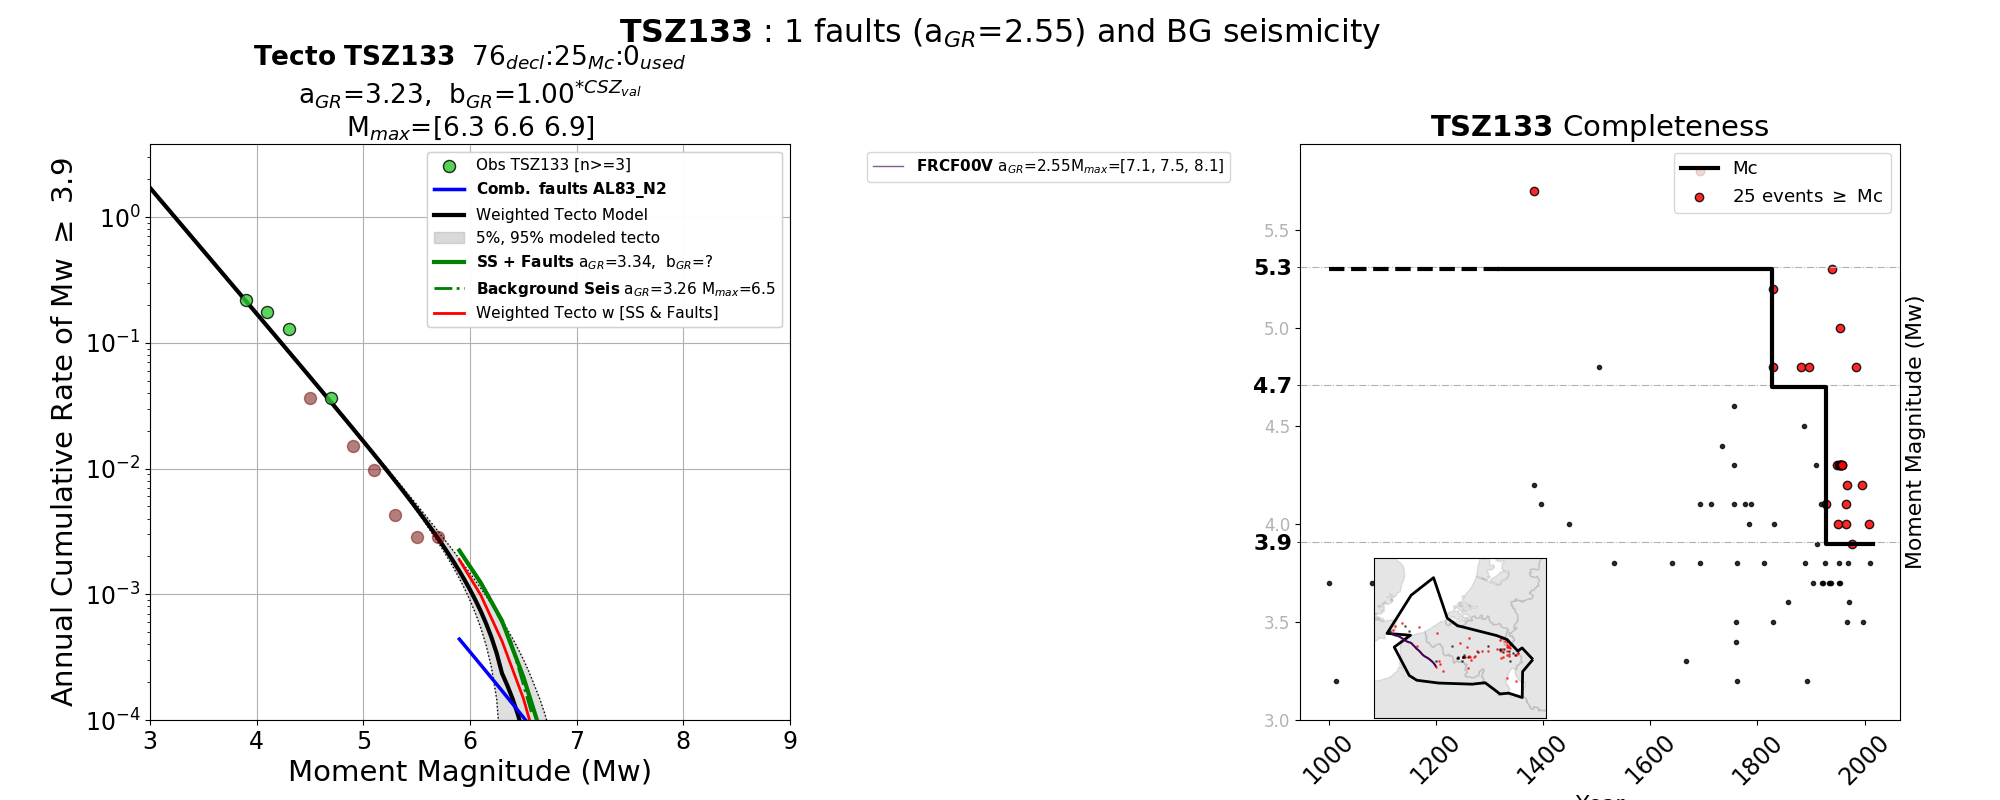 TSZ133 : 1 faults (aGR=2.55) and BG seismicity
Tecto TSZ133 76decl:25Mc:0used
aGR=3.23, bGR=1.00*CSZval
Mmax=[6.3 6.6 6.9]
Annual Cumulative Rate of Mw ≥ 3.9
10^0
10^−1
10^−2
10^−3
10^−4
3 4 5 6 7 8 9
Moment Magnitude (Mw)
Obs TSZ133 [n>=3]
Comb. faults AL83_N2
Weighted Tecto Model
5%, 95% modeled tecto
SS + Faults aGR=3.34, bGR=?
Background Seis aGR=3.26 Mmax=6.5
Weighted Tecto w [SS & Faults]
FRCF00V aGR=2.55Mmax=[7.1, 7.5, 8.1]
TSZ133 Completeness
Mc
25 events ≥ Mc
5.5
5.3
5.0
4.7
4.5
4.0
3.9
3.5
3.0
1000 1200 1400 1600 1800 2000
Moment Magnitude (Mw)
Year